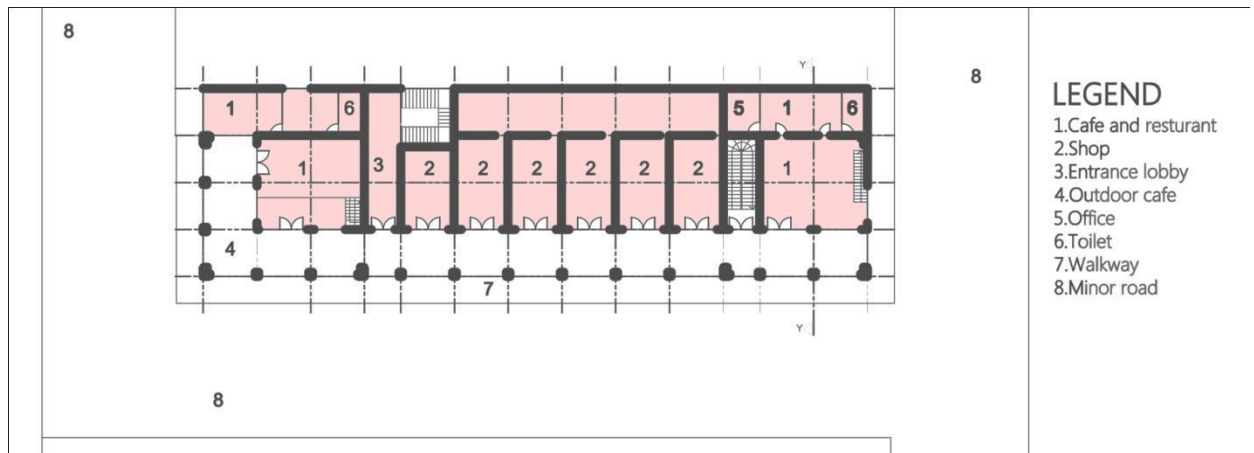 8
Y
8
1
6
5
1
6
1
3
2
2
2
2
2
2
1
4
7
Y
8
LEGEND
1.Cafe and resturant
2.Shop
3.Entrance lobby
4.Outdoor cafe
5.Office
6.Toilet
7.Walkway
8.Minor road